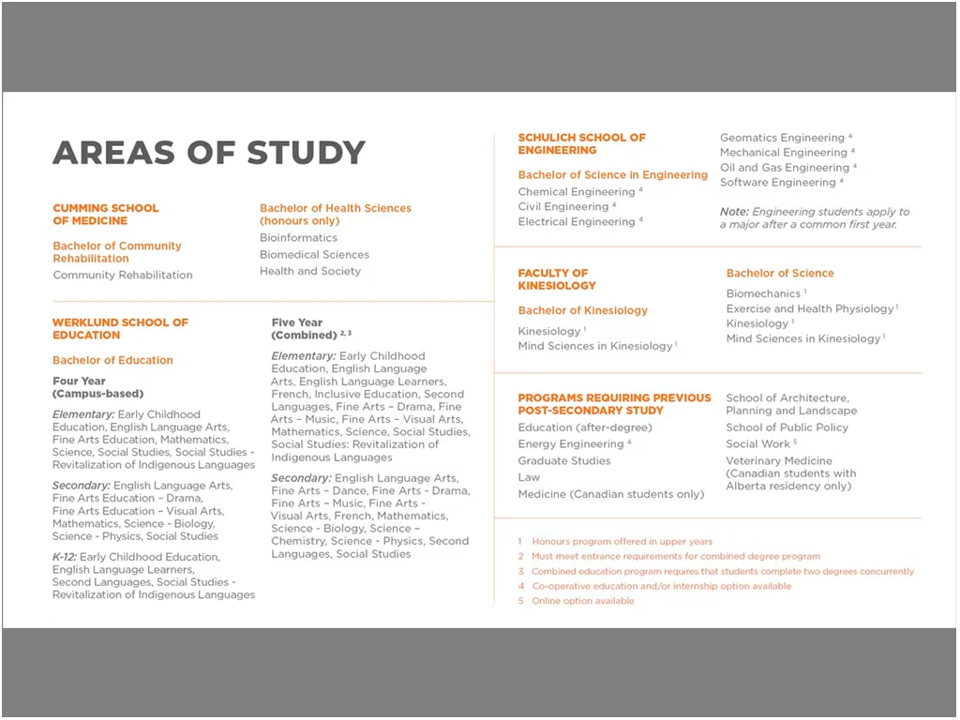 AREAS OF STUDY
CUMMING SCHOOL
OF MEDICINE
Bachelor of Community
Rehabilitation
Community Rehabilitation
Bachelor of Health Sciences
(honours only)
Bioinformatics
Biomedical Sciences
Health and Society
WERKLUND SCHOOL OF
EDUCATION
Bachelor of Education
Four Year
(Campus-based)
Elementary: Early Childhood
Education, English Language Arts,
Fine Arts Education, Mathematics,
Science, Social Studies, Social Studies -
Revitalization of Indigenous Languages
Secondary: English Language Arts,
Fine Arts Education – Drama,
Fine Arts Education – Visual Arts,
Mathematics, Science - Biology,
Science - Physics, Social Studies
K-12: Early Childhood Education,
English Language Learners,
Second Languages, Social Studies -
Revitalization of Indigenous Languages
Five Year
(Combined) 2, 3
Elementary: Early Childhood
Education, English Language
Arts, English Language Learners,
French, Inclusive Education, Second
Languages, Fine Arts – Drama, Fine
Arts – Music, Fine Arts – Visual Arts,
Mathematics, Science, Social Studies,
Social Studies: Revitalization of
Indigenous Languages
Secondary: English Language Arts,
Fine Arts – Dance, Fine Arts - Drama,
Fine Arts – Music, Fine Arts -
Visual Arts, French, Mathematics,
Science - Biology, Science –
Chemistry, Science - Physics, Second
Languages, Social Studies
SCHULICH SCHOOL OF
ENGINEERING
Bachelor of Science in Engineering
Chemical Engineering 4
Civil Engineering 4
Electrical Engineering 4
Geomatics Engineering 4
Mechanical Engineering 4
Oil and Gas Engineering 4
Software Engineering 4
Note: Engineering students apply to
a major after a common first year.
FACULTY OF
KINESIOLOGY
Bachelor of Kinesiology
Kinesiology 1
Mind Sciences in Kinesiology 1
Bachelor of Science
Biomechanics 1
Exercise and Health Physiology 1
Kinesiology 1
Mind Sciences in Kinesiology 1
PROGRAMS REQUIRING PREVIOUS
POST-SECONDARY STUDY
Education (after-degree)
Energy Engineering 4
Graduate Studies
Law
Medicine (Canadian students only)
School of Architecture,
Planning and Landscape
School of Public Policy
Social Work 5
Veterinary Medicine
(Canadian students with
Alberta residency only)
1 Honours program offered in upper years
2 Must meet entrance requirements for combined degree program
3 Combined education program requires that students complete two degrees concurrently
4 Co-operative education and/or internship option available
5 Online option available